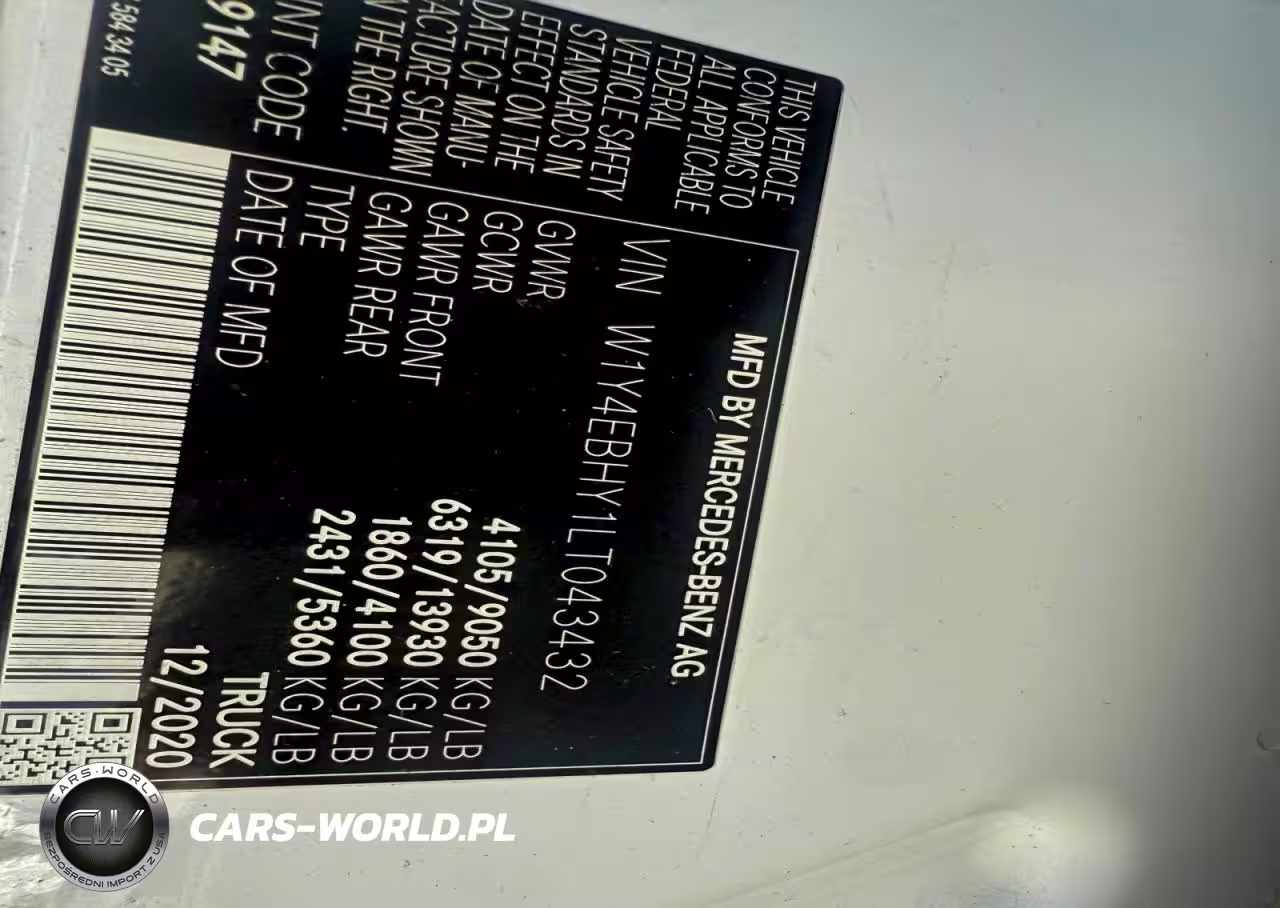 MFD BY MERCEDES-BENZ AG
THIS VEHICLE
CONFORMS TO
ALL APPLICABLE
FEDERAL
VEHICLE SAFETY
STANDARDS IN
EFFECT ON THE
DATE OF MANU-
ACTURE SHOWN
N THE RIGHT.
INT CODE
9147
584 34 05
VIN W1Y4EBHY1LT043432
GVWR 4105/9050 KG/LB
GCWR 6319/13930 KG/LB
GAWR FRONT 1860/4100 KG/LB
GAWR REAR 2431/5360 KG/LB
TYPE TRUCK
DATE OF MFD 12/2020
CARS-WORLD
CW
BEZPOŚREDNI IMPORT Z USA
CARS-WORLD.PL